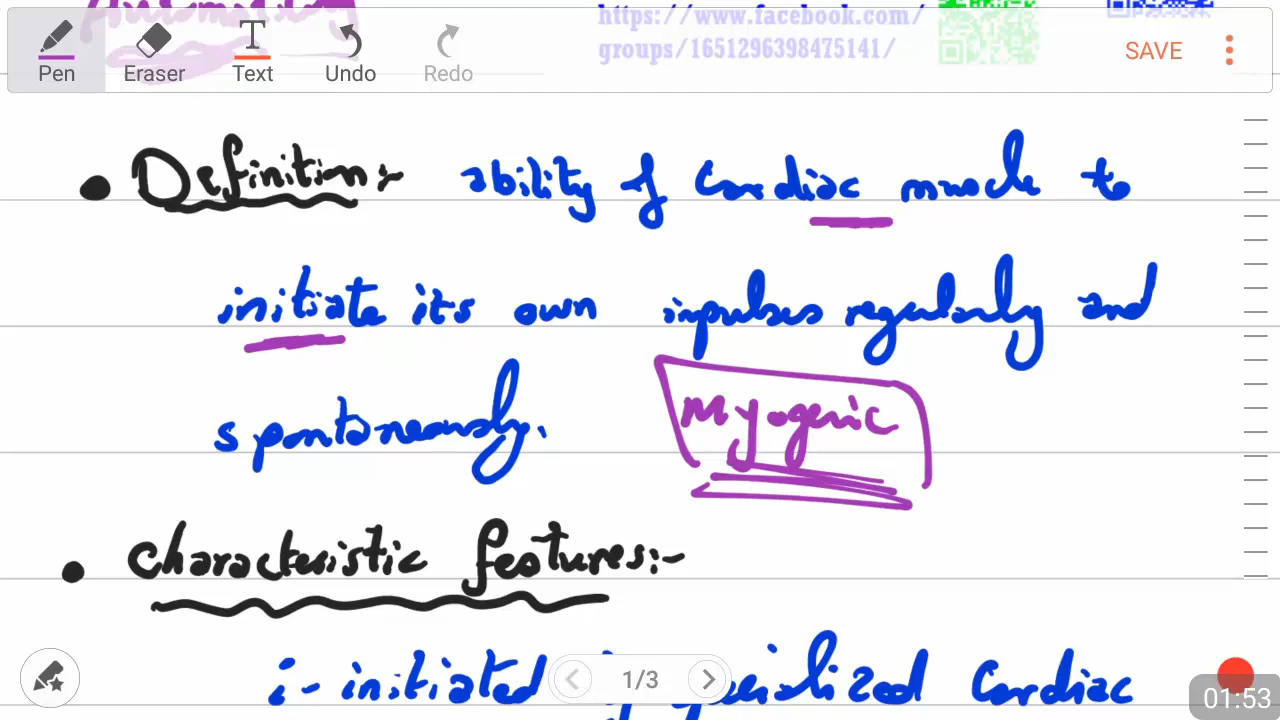 https://www.facebook.com/
groups/1651296398475141/
Pen Eraser Text Undo Redo SAVE
• Definition:- ability of Cardiac muscle to
initiate its own impulses regularly and
spontaneously.
Myogenic
• Characteristic features:-
i- initiated Cardiac
1/3
01:53